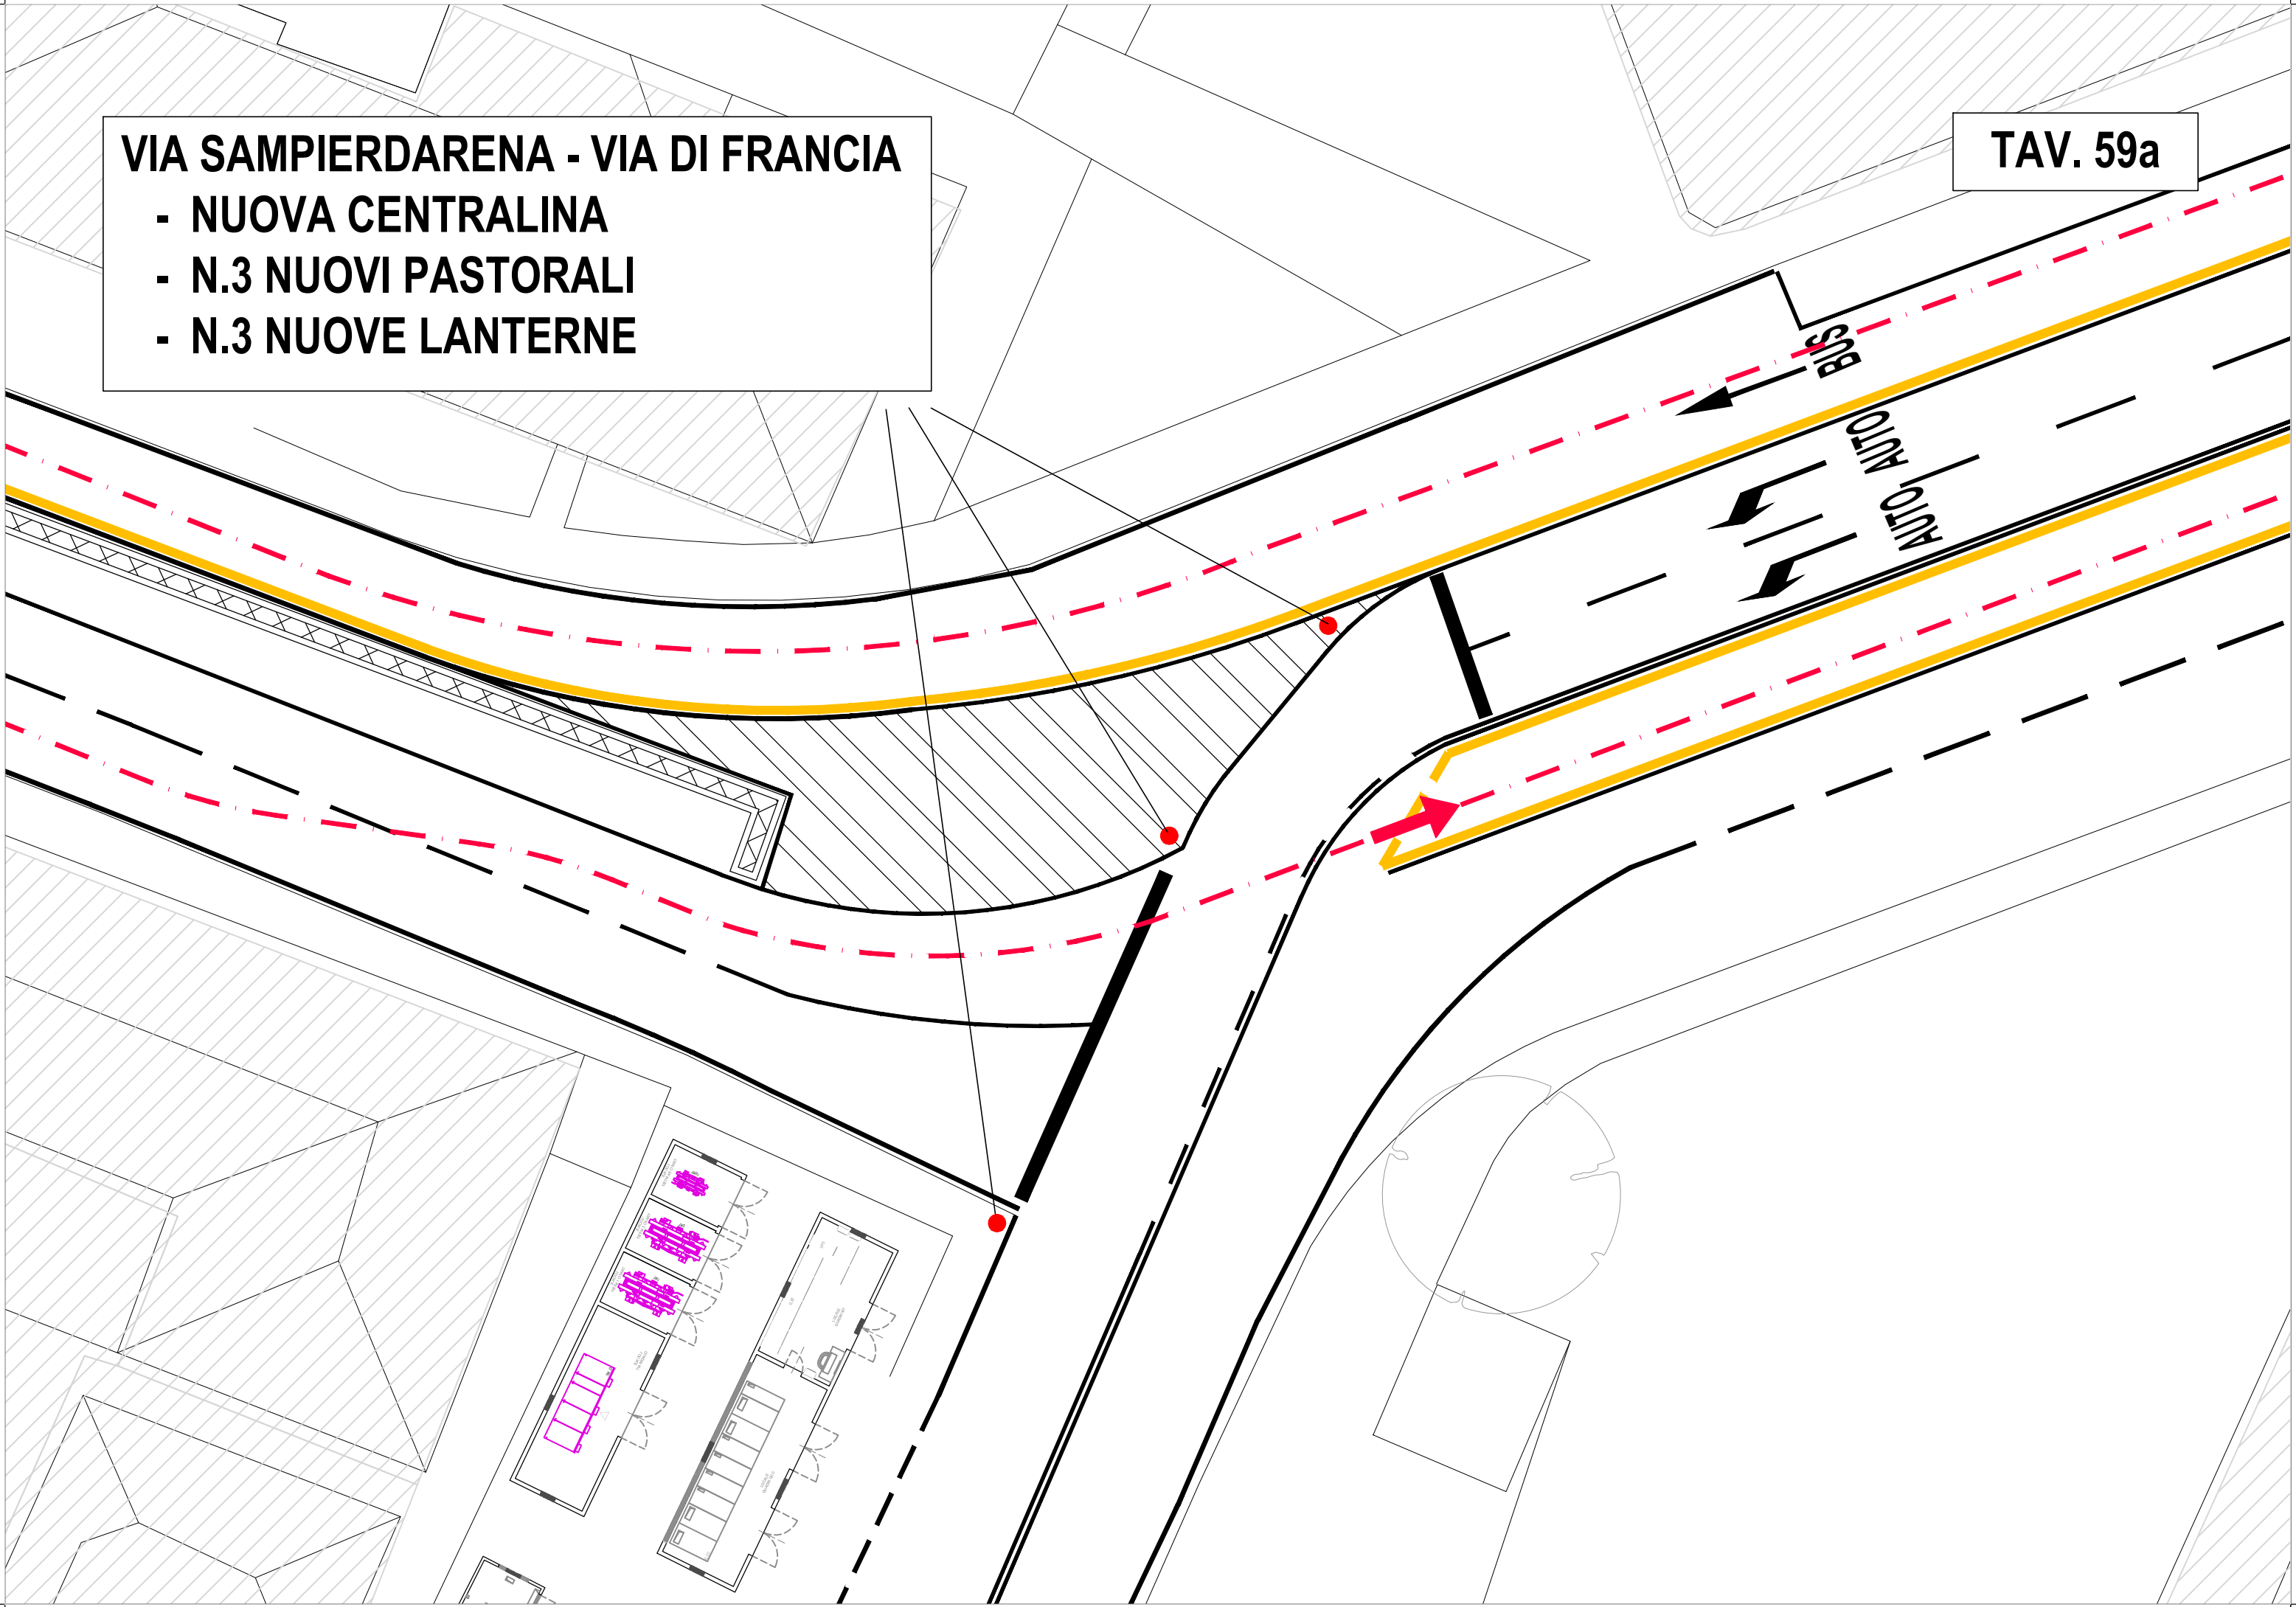 VIA SAMPIERDARENA - VIA DI FRANCIA
- NUOVA CENTRALINA
- N.3 NUOVI PASTORALI
- N.3 NUOVE LANTERNE
TAV. 59a
BUS
AUTO
AUTO